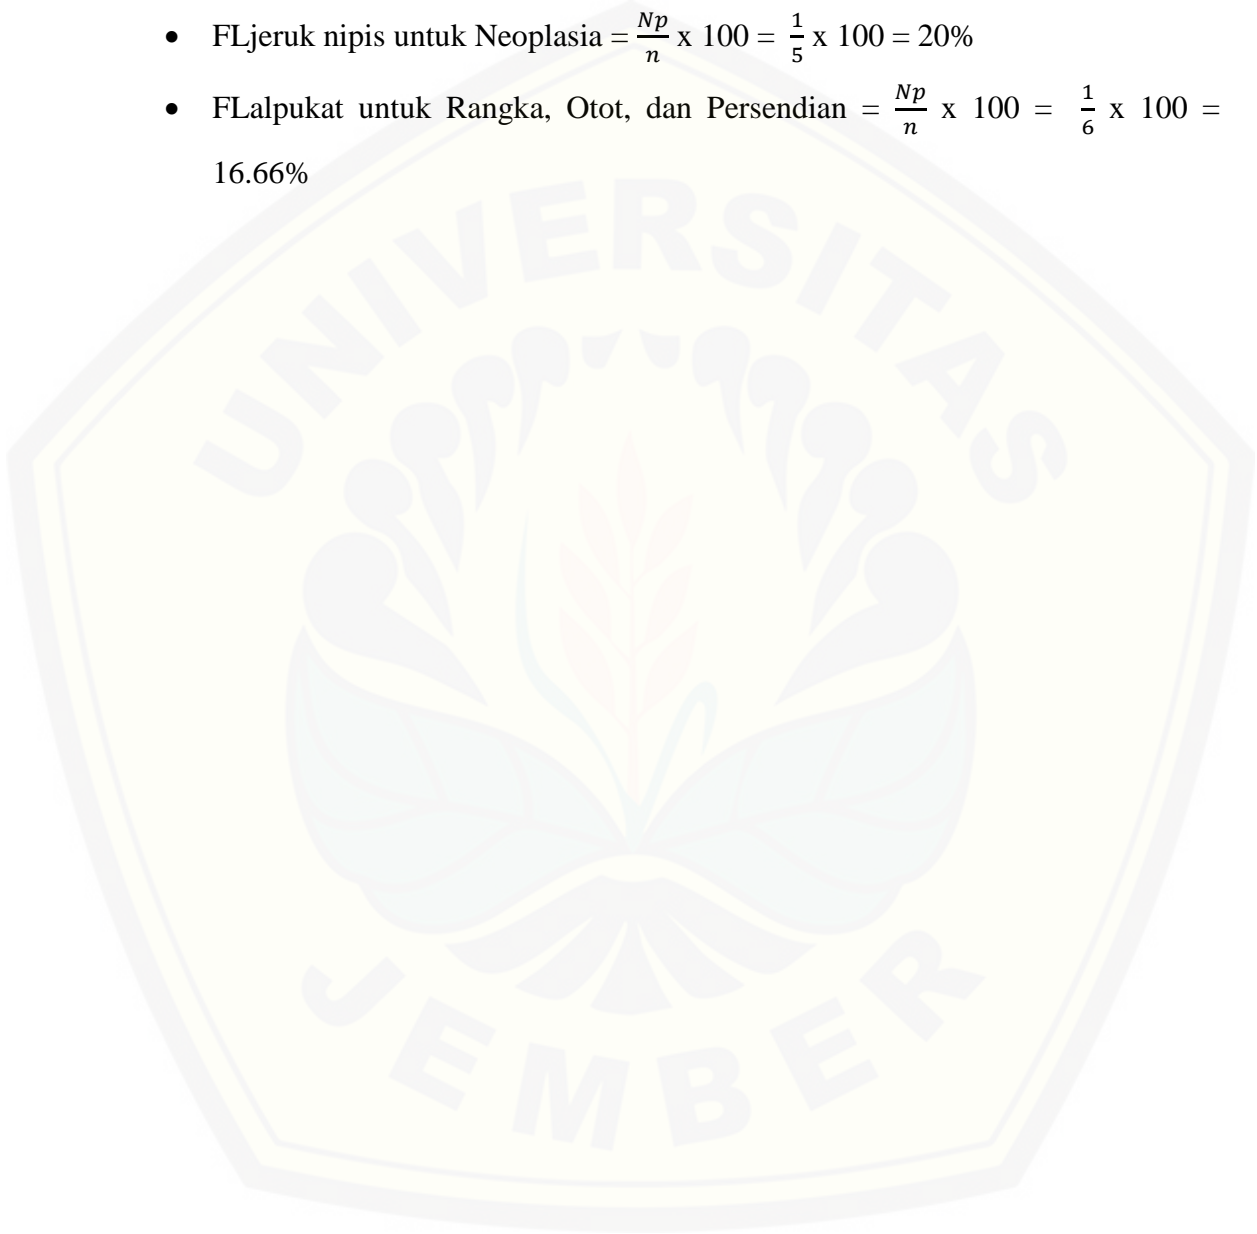 • FLjeruk nipis untuk Neoplasia = Np/n x 100 = 1/5 x 100 = 20%
• FLalpukat untuk Rangka, Otot, dan Persendian = Np/n x 100 = 1/6 x 100 =
16.66%
UNIVERSITAS
JEMBER